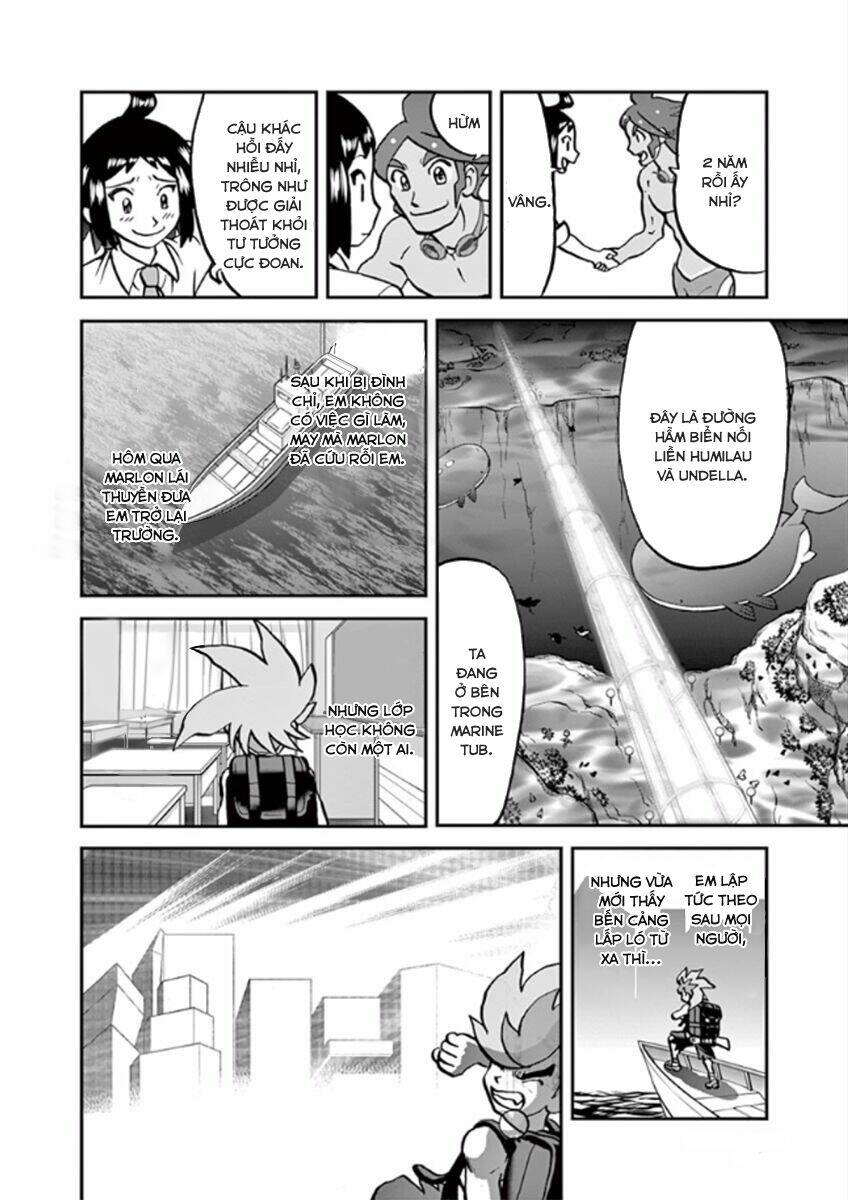 2 NĂM
RỒI ẤY
NHỈ?
VÂNG.
HỪM
CẬU KHÁC
HỒI ĐẤY
NHIỀU NHỈ,
TRÔNG NHƯ
ĐƯỢC GIẢI
THOÁT KHỎI
TƯ TƯỞNG
CỰC ĐOAN.
ĐÂY LÀ ĐƯỜNG
HẦM BIỂN NỐI
LIỀN HUMILAU
VÀ UNDELLA.
TA
ĐANG
Ở BÊN
TRONG
MARINE
TUB.
SAU KHI BỊ ĐÌNH
CHỈ, EM KHÔNG
CÓ VIỆC GÌ LÀM,
MAY MÀ MARLON
ĐÃ CỨU RỖI EM.
HÔM QUA
MARLON LÁI
THUYỀN ĐƯA
EM TRỞ LẠI
TRƯỜNG.
NHƯNG LỚP
HỌC KHÔNG
CÒN MỘT AI.
EM LẬP
TỨC THEO
SAU MỌI
NGƯỜI,
NHƯNG VỪA
MỚI THẤY
BẾN CẢNG
LẤP LÓ TỪ
XA THÌ...